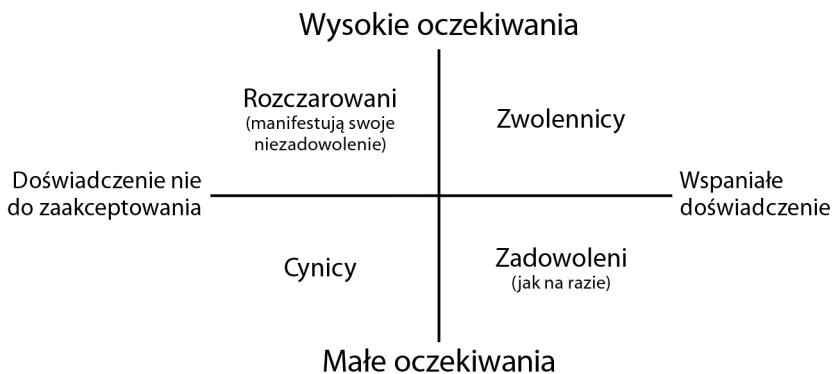 Wysokie oczekiwania
Rozczarowani
(manifestują swoje
niezadowolenie)
Zwolennicy
Doświadczenie nie
do zaakceptowania
Wspaniałe
doświadczenie
Cynicy
Zadowoleni
(jak na razie)
Małe oczekiwania